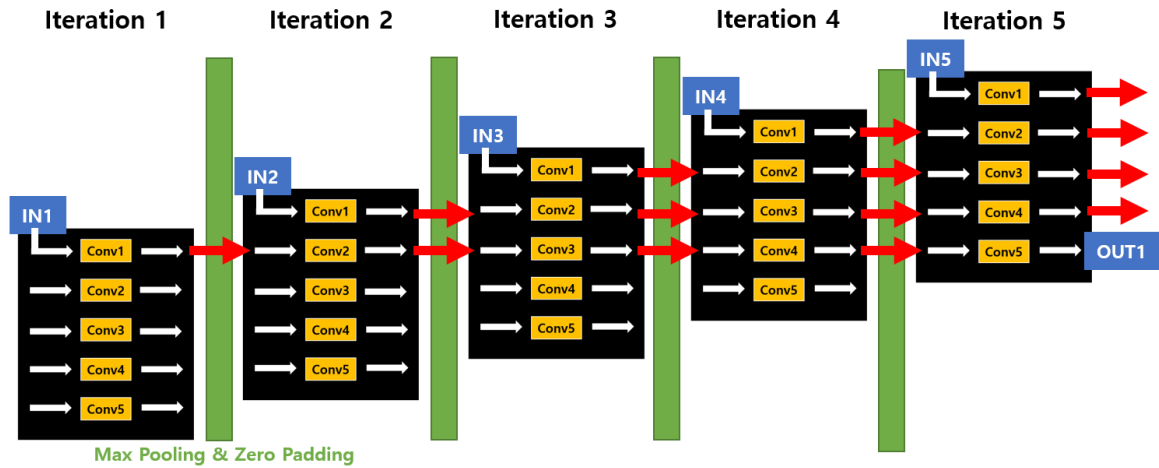 Iteration 1
Iteration 2
Iteration 3
Iteration 4
Iteration 5
IN1
Conv1
Conv2
Conv3
Conv4
Conv5
IN2
Conv1
Conv2
Conv3
Conv4
Conv5
IN3
Conv1
Conv2
Conv3
Conv4
Conv5
IN4
Conv1
Conv2
Conv3
Conv4
Conv5
IN5
Conv1
Conv2
Conv3
Conv4
Conv5
OUT1
Max Pooling & Zero Padding